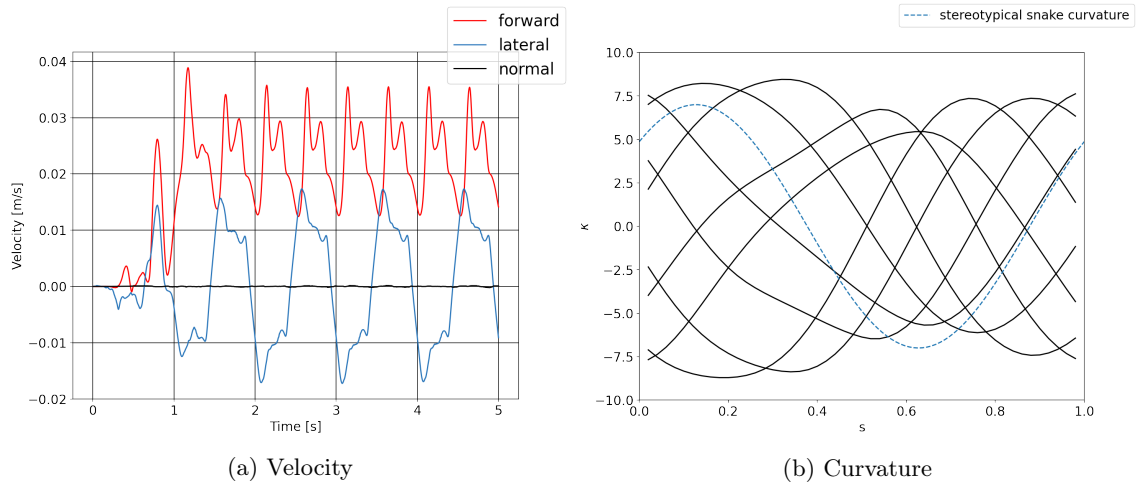 forward
lateral
normal
0.04
0.03
0.02
0.01
0.00
−0.01
−0.02
Velocity [m/s]
0 1 2 3 4 5
Time [s]
(a) Velocity
stereotypical snake curvature
10.0
7.5
5.0
2.5
0.0
−2.5
−5.0
−7.5
−10.0
κ
0.0 0.2 0.4 0.6 0.8 1.0
s
(b) Curvature